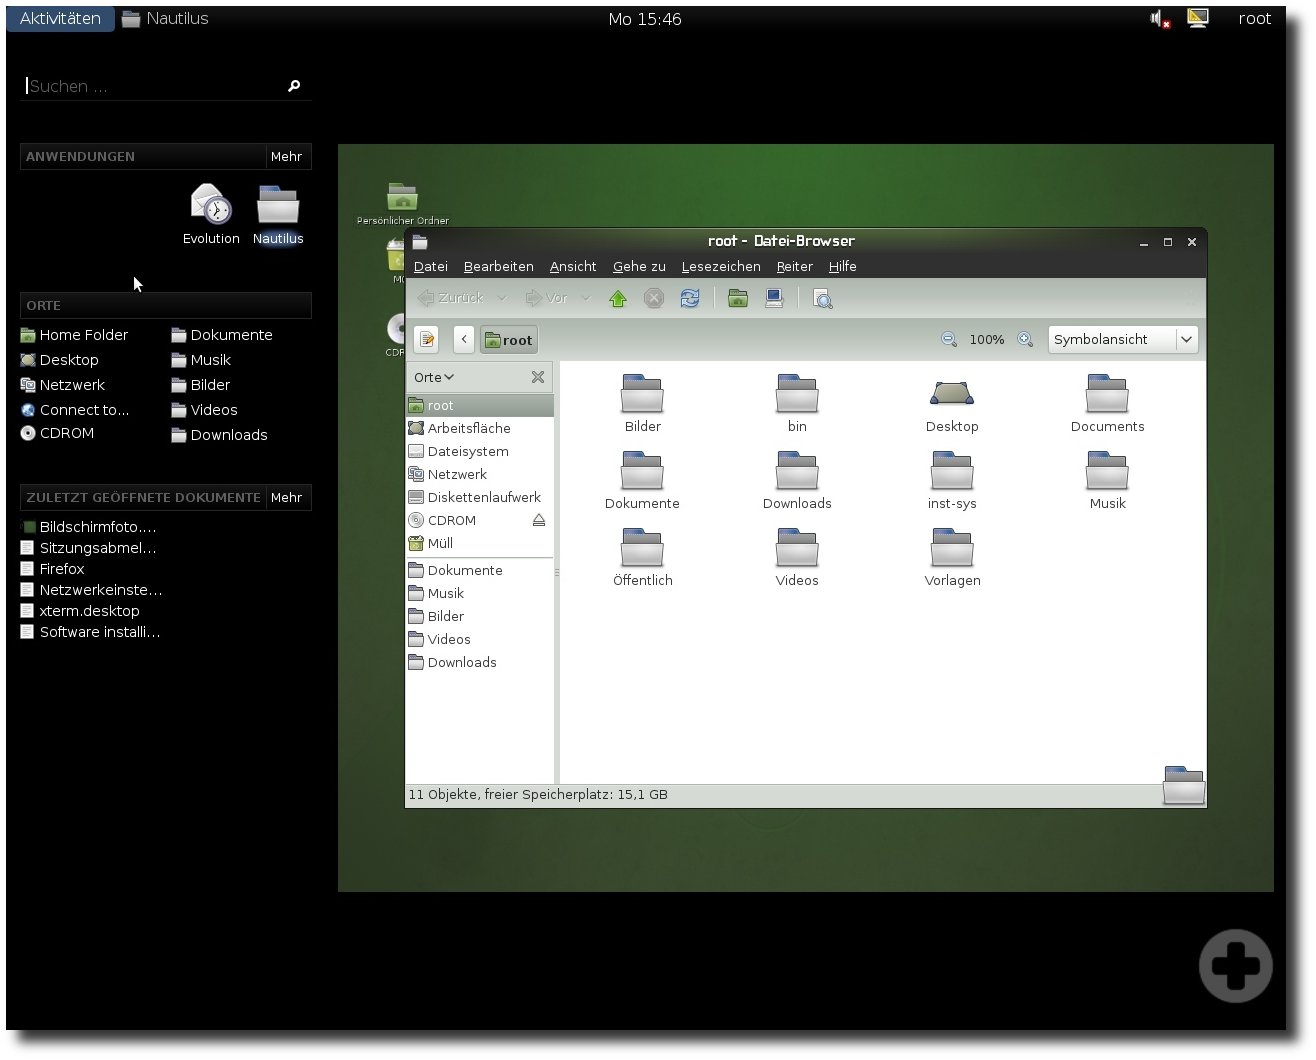 Aktivitäten Nautilus Mo 15:46 root
Suchen ...
ANWENDUNGEN Mehr
Evolution Nautilus
ORTE
Home Folder Dokumente
Desktop Musik
Netzwerk Bilder
Connect to... Videos
CDROM Downloads
ZULETZT GEÖFFNETE DOKUMENTE Mehr
Bildschirmfoto....
Sitzungsabmel...
Firefox
Netzwerkeinste...
xterm.desktop
Software installi...
Persönlicher Ordner
root - Datei-Browser
Datei Bearbeiten Ansicht Gehe zu Lesezeichen Reiter Hilfe
Zurück Vor
root 100% Symbolansicht
Orte
root
Arbeitsfläche
Dateisystem
Netzwerk
Diskettenlaufwerk
CDROM
Müll
Dokumente
Musik
Bilder
Videos
Downloads
Bilder bin Desktop Documents
Dokumente Downloads inst-sys Musik
Öffentlich Videos Vorlagen
11 Objekte, freier Speicherplatz: 15,1 GB